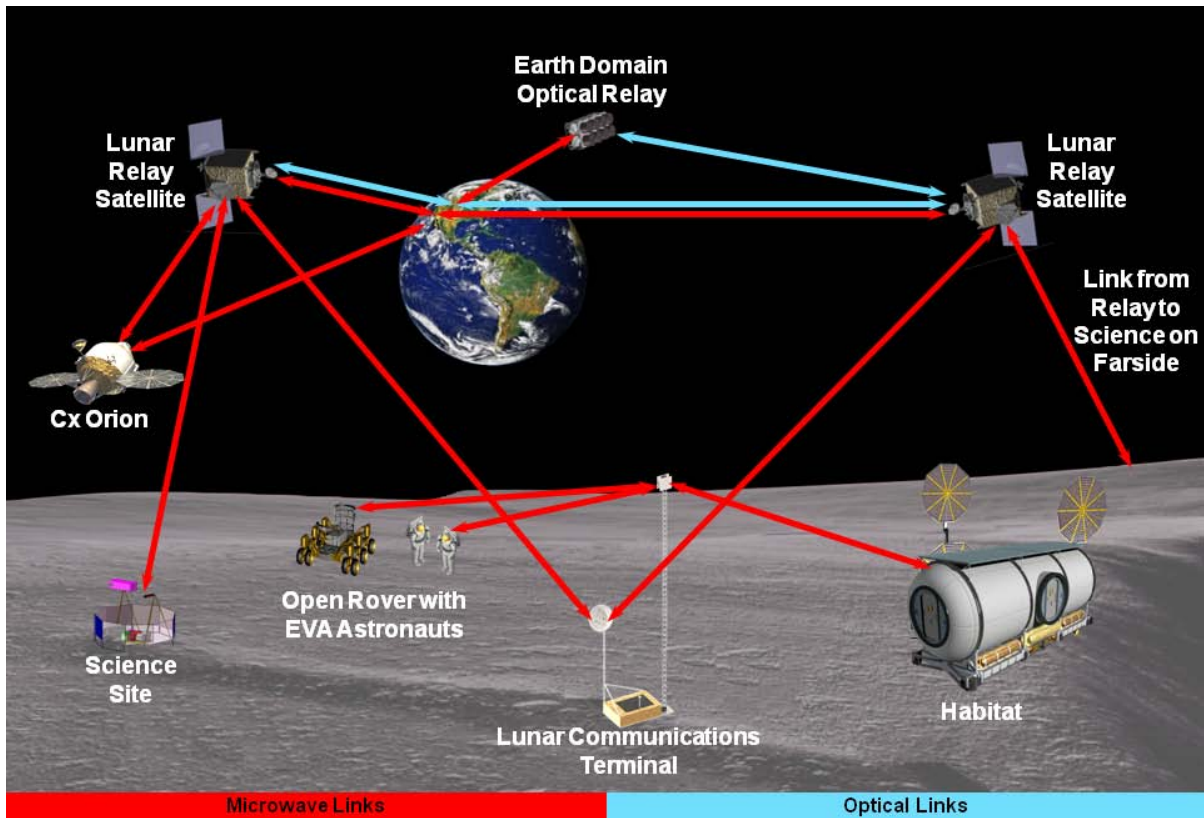 Earth Domain
Optical Relay
Lunar
Relay
Satellite
Lunar
Relay
Satellite
Link from
Relay to
Science on
Farside
Cx Orion
Open Rover with
EVA Astronauts
Science
Site
Habitat
Lunar Communications
Terminal
Microwave Links
Optical Links